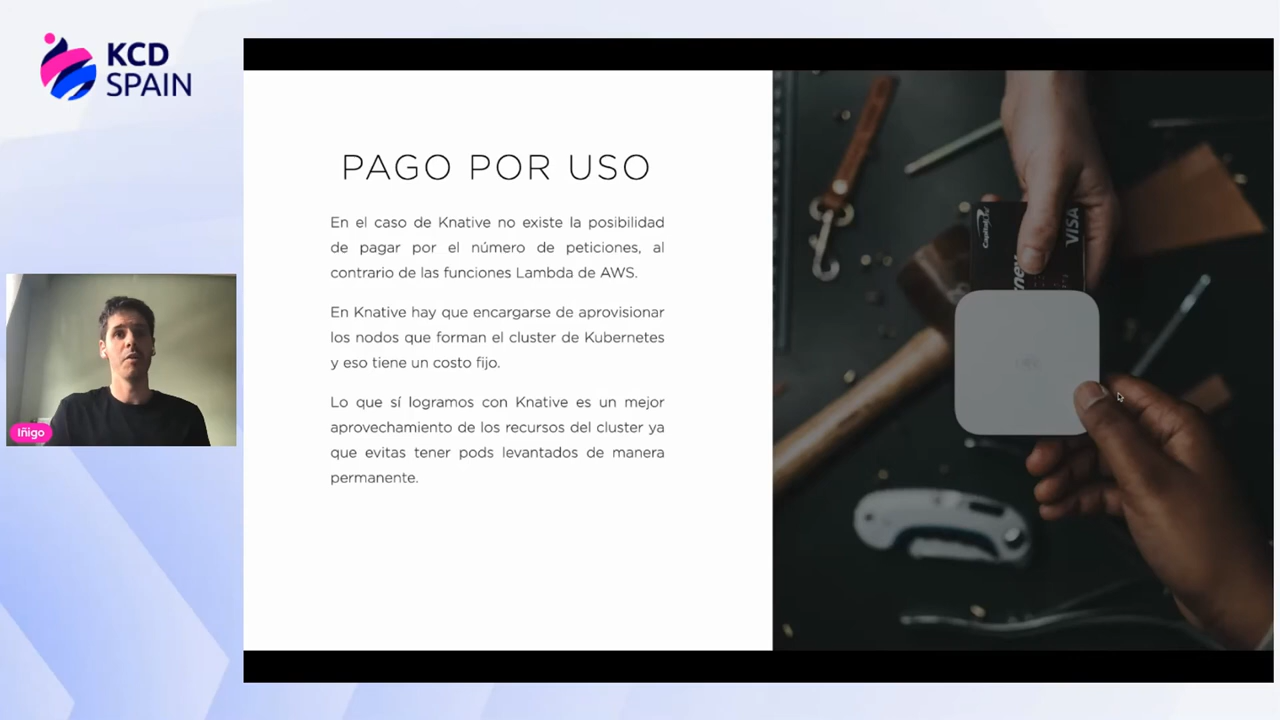 KCD
SPAIN
Iñigo
PAGO POR USO
En el caso de Knative no existe la posibilidad
de pagar por el número de peticiones, al
contrario de las funciones Lambda de AWS.
En Knative hay que encargarse de aprovisionar
los nodos que forman el cluster de Kubernetes
y eso tiene un costo fijo.
Lo que sí logramos con Knative es un mejor
aprovechamiento de los recursos del cluster ya
que evitas tener pods levantados de manera
permanente.
Capital
VISA